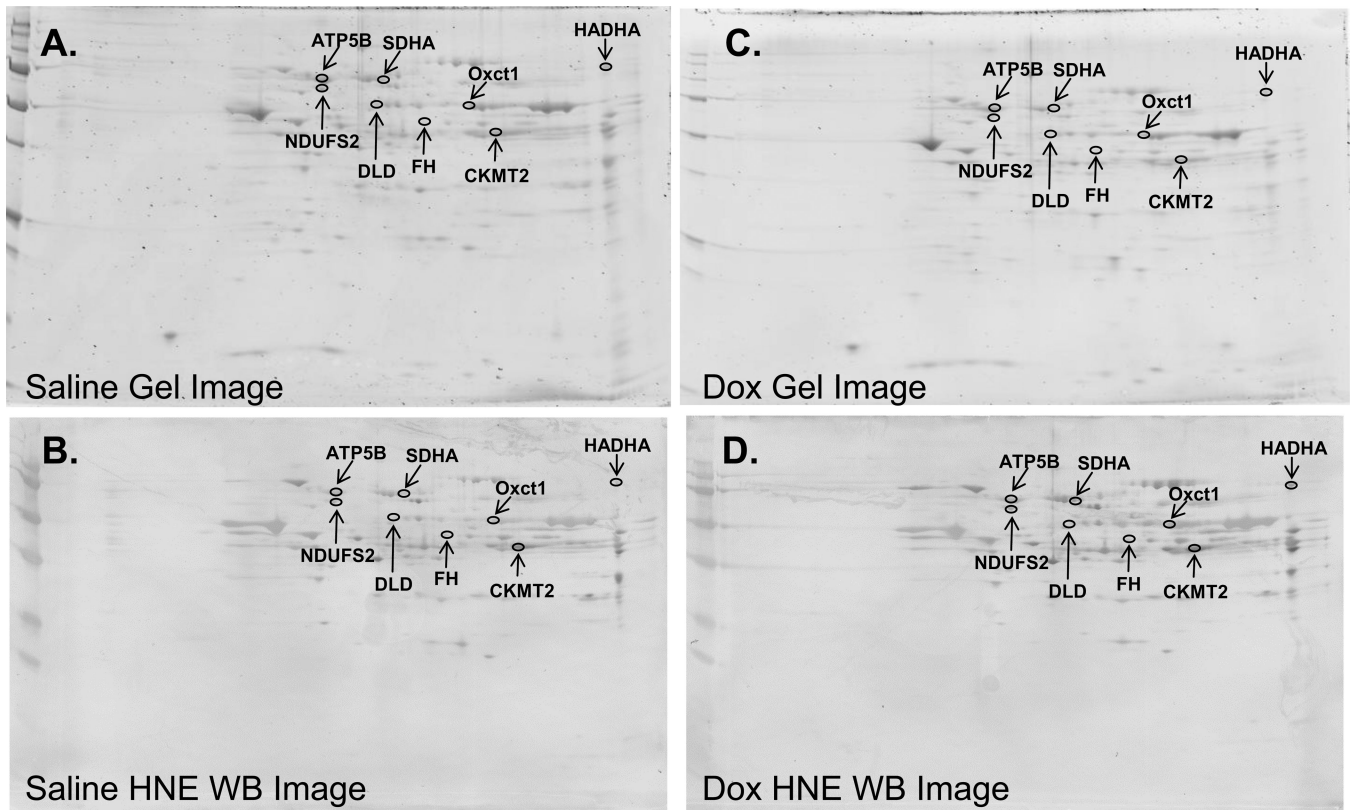 A.
ATP5B
SDHA
HADHA
Oxct1
NDUFS2
DLD
FH
CKMT2
Saline Gel Image
C.
ATP5B
SDHA
HADHA
Oxct1
NDUFS2
DLD
FH
CKMT2
Dox Gel Image
B.
ATP5B
SDHA
HADHA
Oxct1
NDUFS2
DLD
FH
CKMT2
Saline HNE WB Image
D.
ATP5B
SDHA
HADHA
Oxct1
NDUFS2
DLD
FH
CKMT2
Dox HNE WB Image